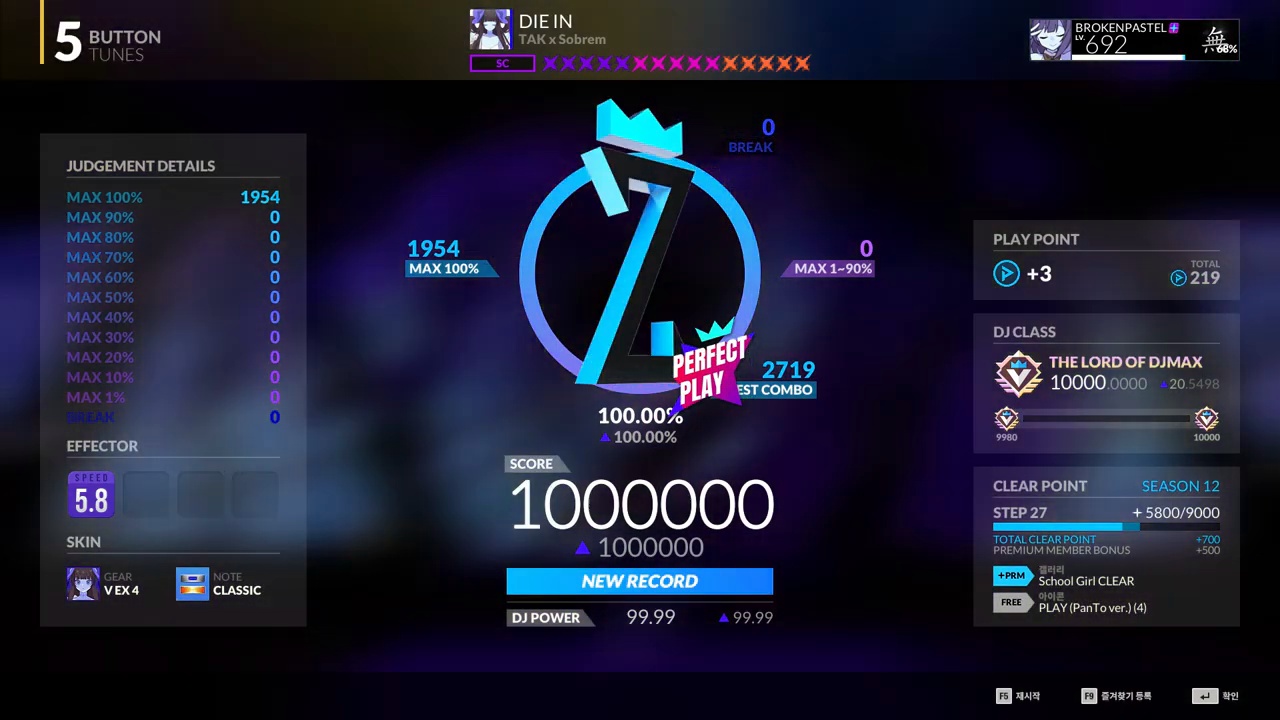 5 BUTTON TUNES
DIE IN
TAK x Sobrem
SC
BROKENPASTEL
LV. 692
無
68%
JUDGEMENT DETAILS
MAX 100% 1954
MAX 90% 0
MAX 80% 0
MAX 70% 0
MAX 60% 0
MAX 50% 0
MAX 40% 0
MAX 30% 0
MAX 20% 0
MAX 10% 0
MAX 1% 0
BREAK 0
EFFECTOR
SPEED
5.8
SKIN
GEAR
V EX 4
NOTE
CLASSIC
0
BREAK
1954
MAX 100%
0
MAX 1~90%
PERFECT PLAY
2719
EST COMBO
100.00%
▲ 100.00%
SCORE
1000000
▲ 1000000
NEW RECORD
DJ POWER 99.99 ▲ 99.99
PLAY POINT
+3
TOTAL
219
DJ CLASS
THE LORD OF DJMAX
10000.0000 ▲20.5498
9980 10000
CLEAR POINT SEASON 12
STEP 27 + 5800/9000
TOTAL CLEAR POINT +700
PREMIUM MEMBER BONUS +500
+PRM 갤러리
School Girl CLEAR
FREE 아이콘
PLAY (PanTo ver.) (4)
F5 재시작 F9 즐겨찾기 등록 확인